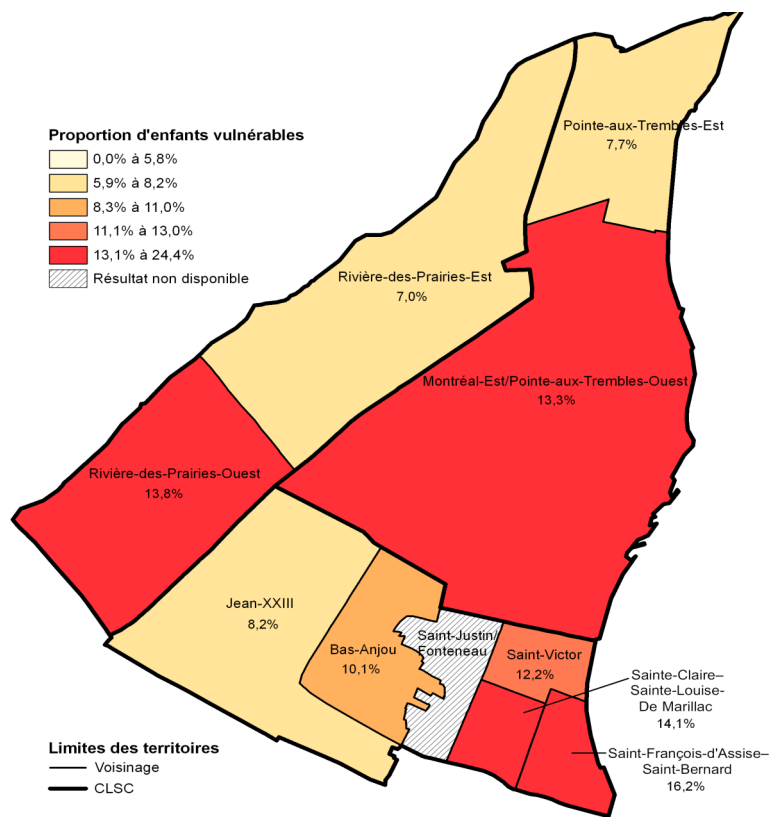 Proportion d'enfants vulnérables
0,0% à 5,8%
5,9% à 8,2%
8,3% à 11,0%
11,1% à 13,0%
13,1% à 24,4%
Résultat non disponible
Pointe-aux-Trembles-Est
7,7%
Rivière-des-Prairies-Est
7,0%
Montréal-Est/Pointe-aux-Trembles-Ouest
13,3%
Rivière-des-Prairies-Ouest
13,8%
Jean-XXIII
8,2%
Bas-Anjou
10,1%
Saint-Justin/
Fonteneau
Saint-Victor
12,2%
Sainte-Claire–
Sainte-Louise-
De Marillac
14,1%
Saint-François-d'Assise–
Saint-Bernard
16,2%
Limites des territoires
Voisinage
CLSC